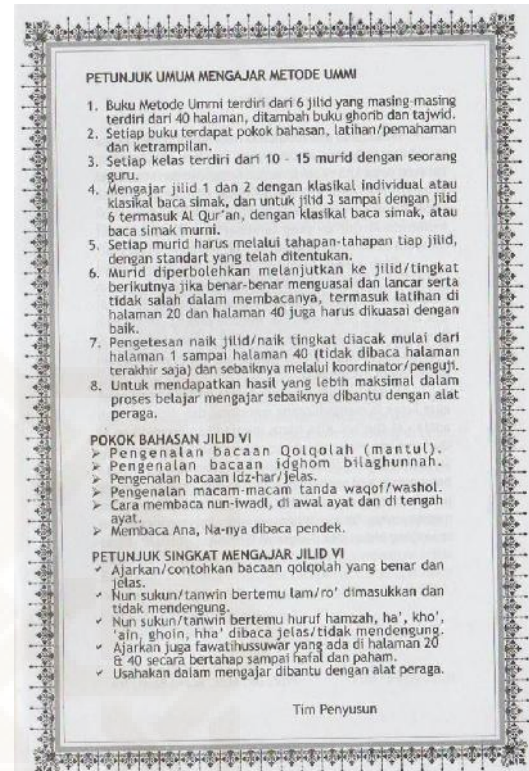 PETUNJUK UMUM MENGAJAR METODE UMMI
1. Buku Metode Ummi terdiri dari 6 jilid yang masing-masing
terdiri dari 40 halaman, ditambah buku ghorib dan tajwid.
2. Setiap buku terdapat pokok bahasan, latihan/pemahaman
dan ketrampilan.
3. Setiap kelas terdiri dari 10 - 15 murid dengan seorang
guru.
4. Mengajar jilid 1 dan 2 dengan klasikal individual atau
klasikal baca simak, dan untuk jilid 3 sampai dengan jilid
6 termasuk Al Qur'an, dengan klasikal baca simak, atau
baca simak murni.
5. Setiap murid harus melalui tahapan-tahapan tiap jilid,
dengan standart yang telah ditentukan.
6. Murid diperbolehkan melanjutkan ke jilid/tingkat
berikutnya jika benar-benar menguasai dan lancar serta
tidak salah dalam membacanya, termasuk latihan di
halaman 20 dan halaman 40 juga harus dikuasai dengan
baik.
7. Pengetesan naik jilid/naik tingkat diacak mulai dari
halaman 1 sampai halaman 40 (tidak dibaca halaman
terakhir saja) dan sebaiknya melalui koordinator/penguji.
8. Untuk mendapatkan hasil yang lebih maksimal dalam
proses belajar mengajar sebaiknya dibantu dengan alat
peraga.
POKOK BAHASAN JILID VI
➢ Pengenalan bacaan Qolqolah (mantul).
➢ Pengenalan bacaan idghom bilaghunnah.
➢ Pengenalan bacaan Idz-har/jelas.
➢ Pengenalan macam-macam tanda waqof/washol.
➢ Cara membaca nun-iwadl, di awal ayat dan di tengah
ayat.
➢ Membaca Ana, Na-nya dibaca pendek.
PETUNJUK SINGKAT MENGAJAR JILID VI
✓ Ajarkan/contohkan bacaan qolqolah yang benar dan
jelas.
✓ Nun sukun/tanwin bertemu lam/ro' dimasukkan dan
tidak mendengung.
✓ Nun sukun/tanwin bertemu huruf hamzah, ha', kho',
'ain, ghoin, hha' dibaca jelas/tidak mendengung.
✓ Ajarkan juga fawatihussuwar yang ada di halaman 20
& 40 secara bertahap sampai hafal dan paham.
✓ Usahakan dalam mengajar dibantu dengan alat peraga.
Tim Penyusun